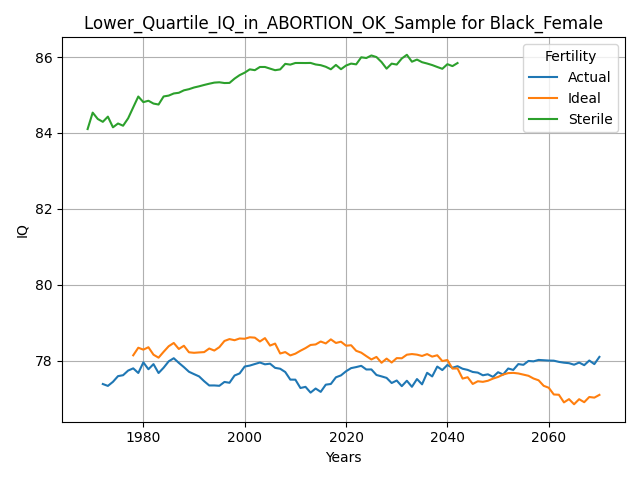 Lower_Quartile_IQ_in_ABORTION_OK_Sample for Black_Female
Fertility
Actual
Ideal
Sterile
86
84
82
80
78
IQ
1980
2000
2020
2040
2060
Years